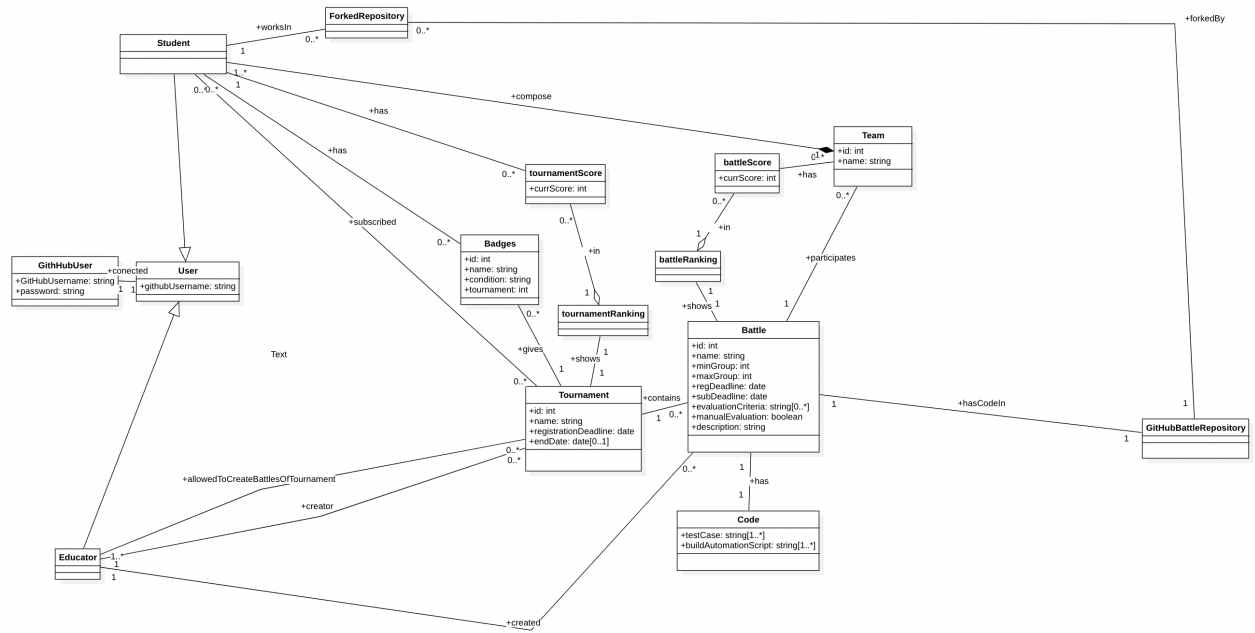 ForkedRepository
+forkedBy
+worksIn
0..*
0..*
Student
1
1..*
1
0..*
0..*
+compose
+has
Team
+id: int
+name: string
0..*
1
+has
0..*
battleScore
+currScore: int
0..*
tournamentScore
+currScore: int
0..*
0..*
+has
+subscribed
+in
1
+in
1
Badges
+id: int
+name: string
+condition: string
+tournament: int
0..*
0..*
battleRanking
+participates
GithHubUser
+GitHubUsername: string
+password: string
+conected
1
1
User
+githubUsername: string
tournamentRanking
+shows
1
1
1
Battle
+id: int
+name: string
+minGroup: int
+maxGroup: int
+regDeadline: date
+subDeadline: date
+evaluationCriteria: string[0..*]
+manualEvaluation: boolean
+description: string
Text
+gives
1
+shows
1
1
0..*
Tournament
+id: int
+name: string
+registrationDeadline: date
+endDate: date[0..1]
+contains
1
0..*
1
+hasCodeIn
1
1
GitHubBattleRepository
0..*
0..*
0..*
+allowedToCreateBattlesOfTournament
+creator
1
+has
1
Code
+testCase: string[1..*]
+buildAutomationScript: string[1..*]
Educator
1..*
1
1
+created